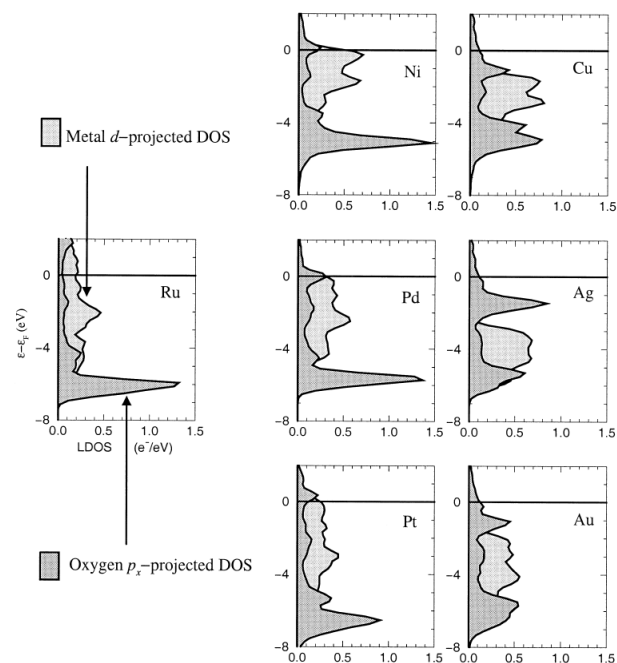 Metal d–projected DOS
0
−4
−8
ε−εF (eV)
Ru
0.0 0.5 1.0 1.5
LDOS (e⁻/eV)
Oxygen pₓ–projected DOS
0
−4
−8
Ni
0.0 0.5 1.0 1.5
0
−4
−8
Cu
0.0 0.5 1.0 1.5
0
−4
−8
Pd
0.0 0.5 1.0 1.5
0
−4
−8
Ag
0.0 0.5 1.0 1.5
0
−4
−8
Pt
0.0 0.5 1.0 1.5
0
−4
−8
Au
0.0 0.5 1.0 1.5